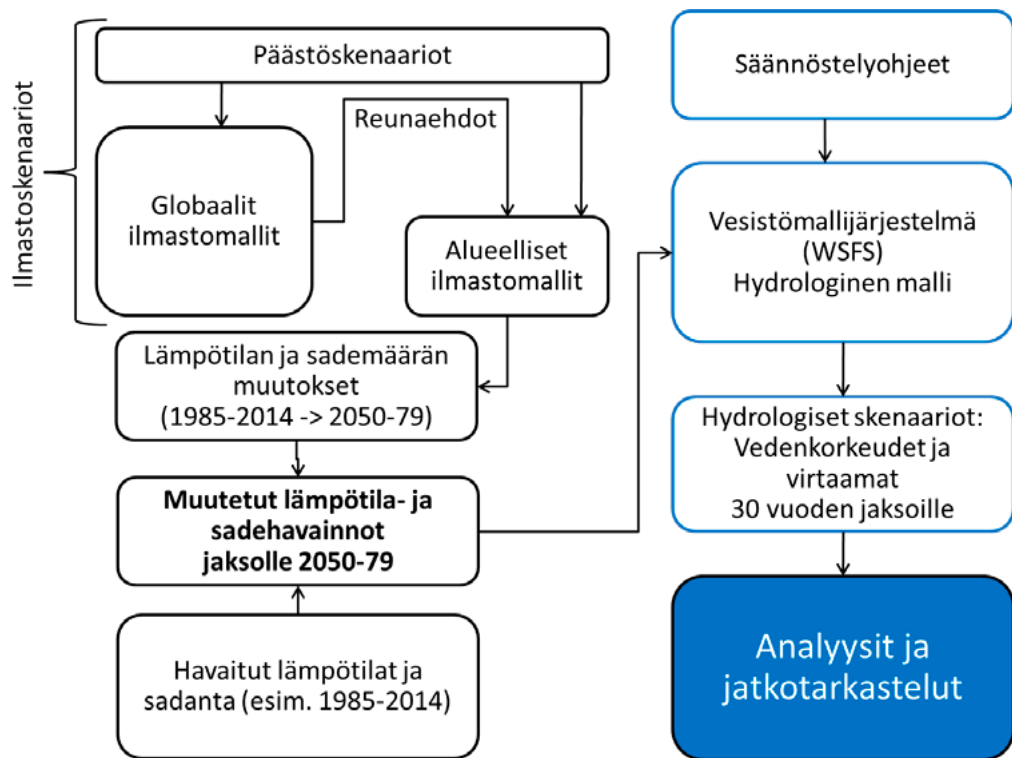 Ilmastoskenaariot
Päästöskenaariot
Reunaehdot
Globaalit
ilmastomallit
Alueelliset
ilmastomallit
Lämpötilan ja sademäärän
muutokset
(1985-2014 -> 2050-79)
Muutetut lämpötila- ja
sadehavainnot
jaksolle 2050-79
Havaitut lämpötilat ja
sadanta (esim. 1985-2014)
Säännöstelyohjeet
Vesistömallijärjestelmä
(WSFS)
Hydrologinen malli
Hydrologiset skenaariot:
Vedenkorkeudet ja
virtaamat
30 vuoden jaksoille
Analyysit ja
jatkotarkastelut